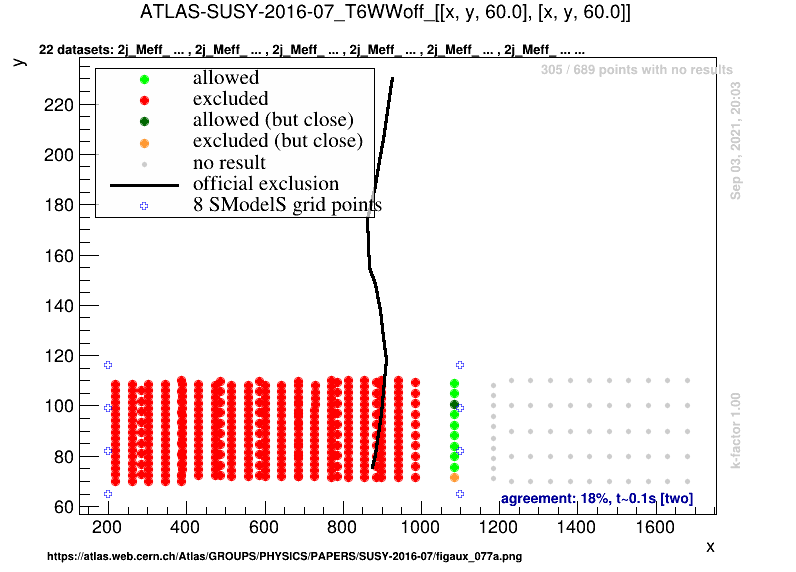 ATLAS-SUSY-2016-07_T6WWoff_[[x, y, 60.0], [x, y, 60.0]]
22 datasets: 2j_Meff_ ... , 2j_Meff_ ... , 2j_Meff_ ... , 2j_Meff_ ... , 2j_Meff_ ... , 2j_Meff_ ... ...
y
305 / 689 points with no results
allowed
excluded
allowed (but close)
excluded (but close)
no result
official exclusion
8 SModelS grid points
Sep 03, 2021, 20:03
k-factor 1.00
220
200
180
160
140
120
100
80
60
agreement: 18%, t~0.1s [two]
200 400 600 800 1000 1200 1400 1600
x
https://atlas.web.cern.ch/Atlas/GROUPS/PHYSICS/PAPERS/SUSY-2016-07/figaux_077a.png